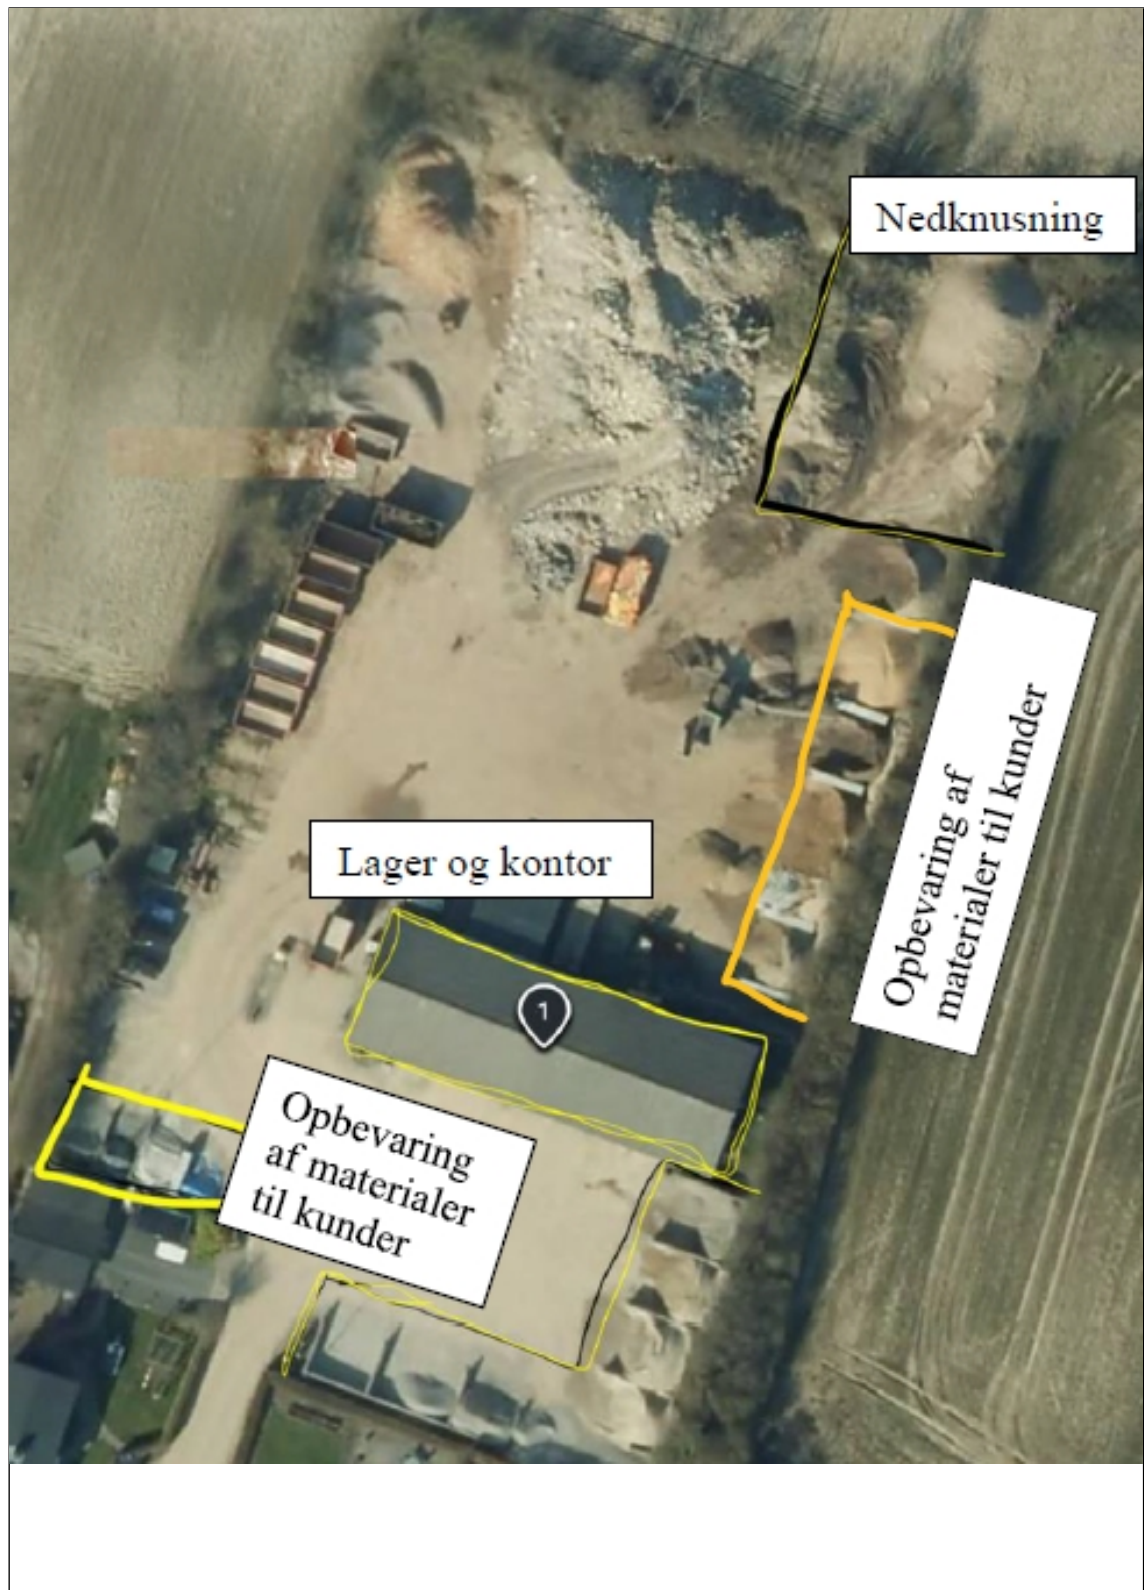 Nedknusning
Opbevaring af
materialer til kunder
Lager og kontor
1
Opbevaring
af materialer
til kunder